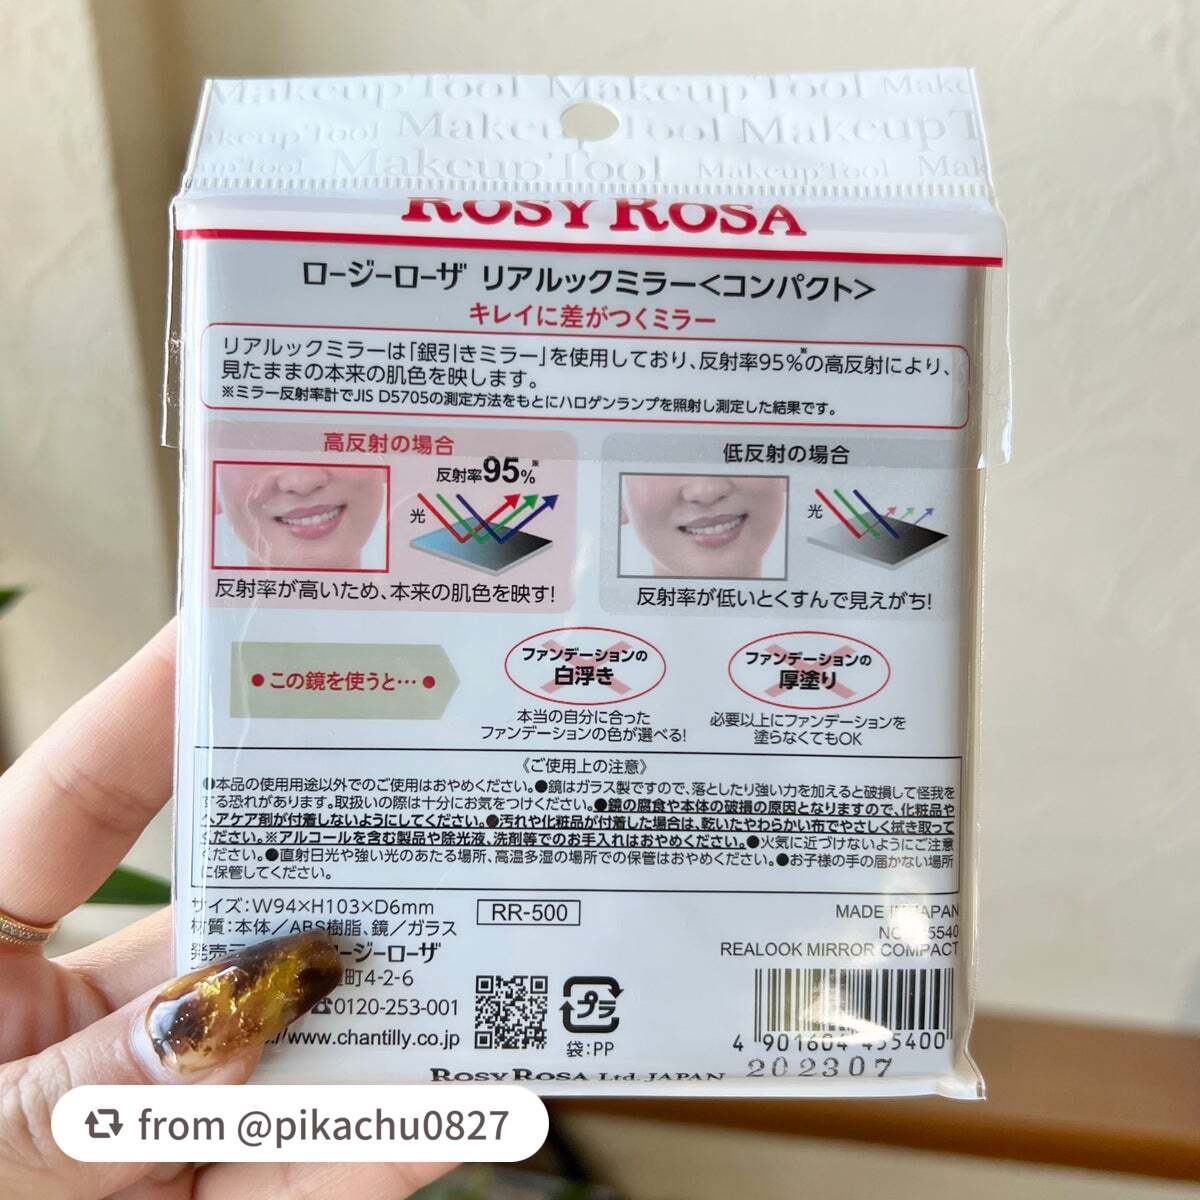 Makeup Tool Makeup Tool Make
akeup Tool Makeu Tool Makeup T
Makeup Tool Makeup Tool Mak
ROSY ROSA
ロージーローザ リアルックミラー<コンパクト>
キレイに差がつくミラー
リアルックミラーは「銀引きミラー」を使用しており、反射率95%※の高反射により、
見たままの本来の肌色を映します。
※ミラー反射率計でJIS D5705の測定方法をもとにハロゲンランプを照射し測定した結果です。
高反射の場合
反射率95%※
光
反射率が高いため、本来の肌色を映す!
低反射の場合
光
反射率が低いとくすんで見えがち!
●この鏡を使うと…●
ファンデーションの
白浮き
本当の自分に合った
ファンデーションの色が選べる!
ファンデーションの
厚塗り
必要以上にファンデーションを
塗らなくてもOK
《ご使用上の注意》
●本品の使用用途以外でのご使用はおやめください。●鏡はガラス製ですので、落としたり強い力を加えると破損して怪我を
する恐れがあります。取扱いの際は十分にお気をつけください。●鏡の腐食や本体の破損の原因となりますので、化粧品や
ヘアケア剤が付着しないようにしてください。●汚れや化粧品が付着した場合は、乾いたやわらかい布でやさしく拭き取って
ください。※アルコールを含む製品や除光液、洗剤等でのお手入れはおやめください。●火気に近づけないようにご注意
ください。●直射日光や強い光のあたる場所、高温多湿の場所での保管はおやめください。●お子様の手の届かない場所
に保管してください。
サイズ:W94×H103×D6mm
材質:本体/ABS樹脂、鏡/ガラス
発売元
ロージーローザ
町4-2-6
☎0120-253-001
www.chantilly.co.jp
RR-500
プラ
袋:PP
MADE IN JAPAN
5540
REALOOK MIRROR COMPACT
4 901604 455400
ROSY ROSA Ltd. JAPAN
202307
from @pikachu0827